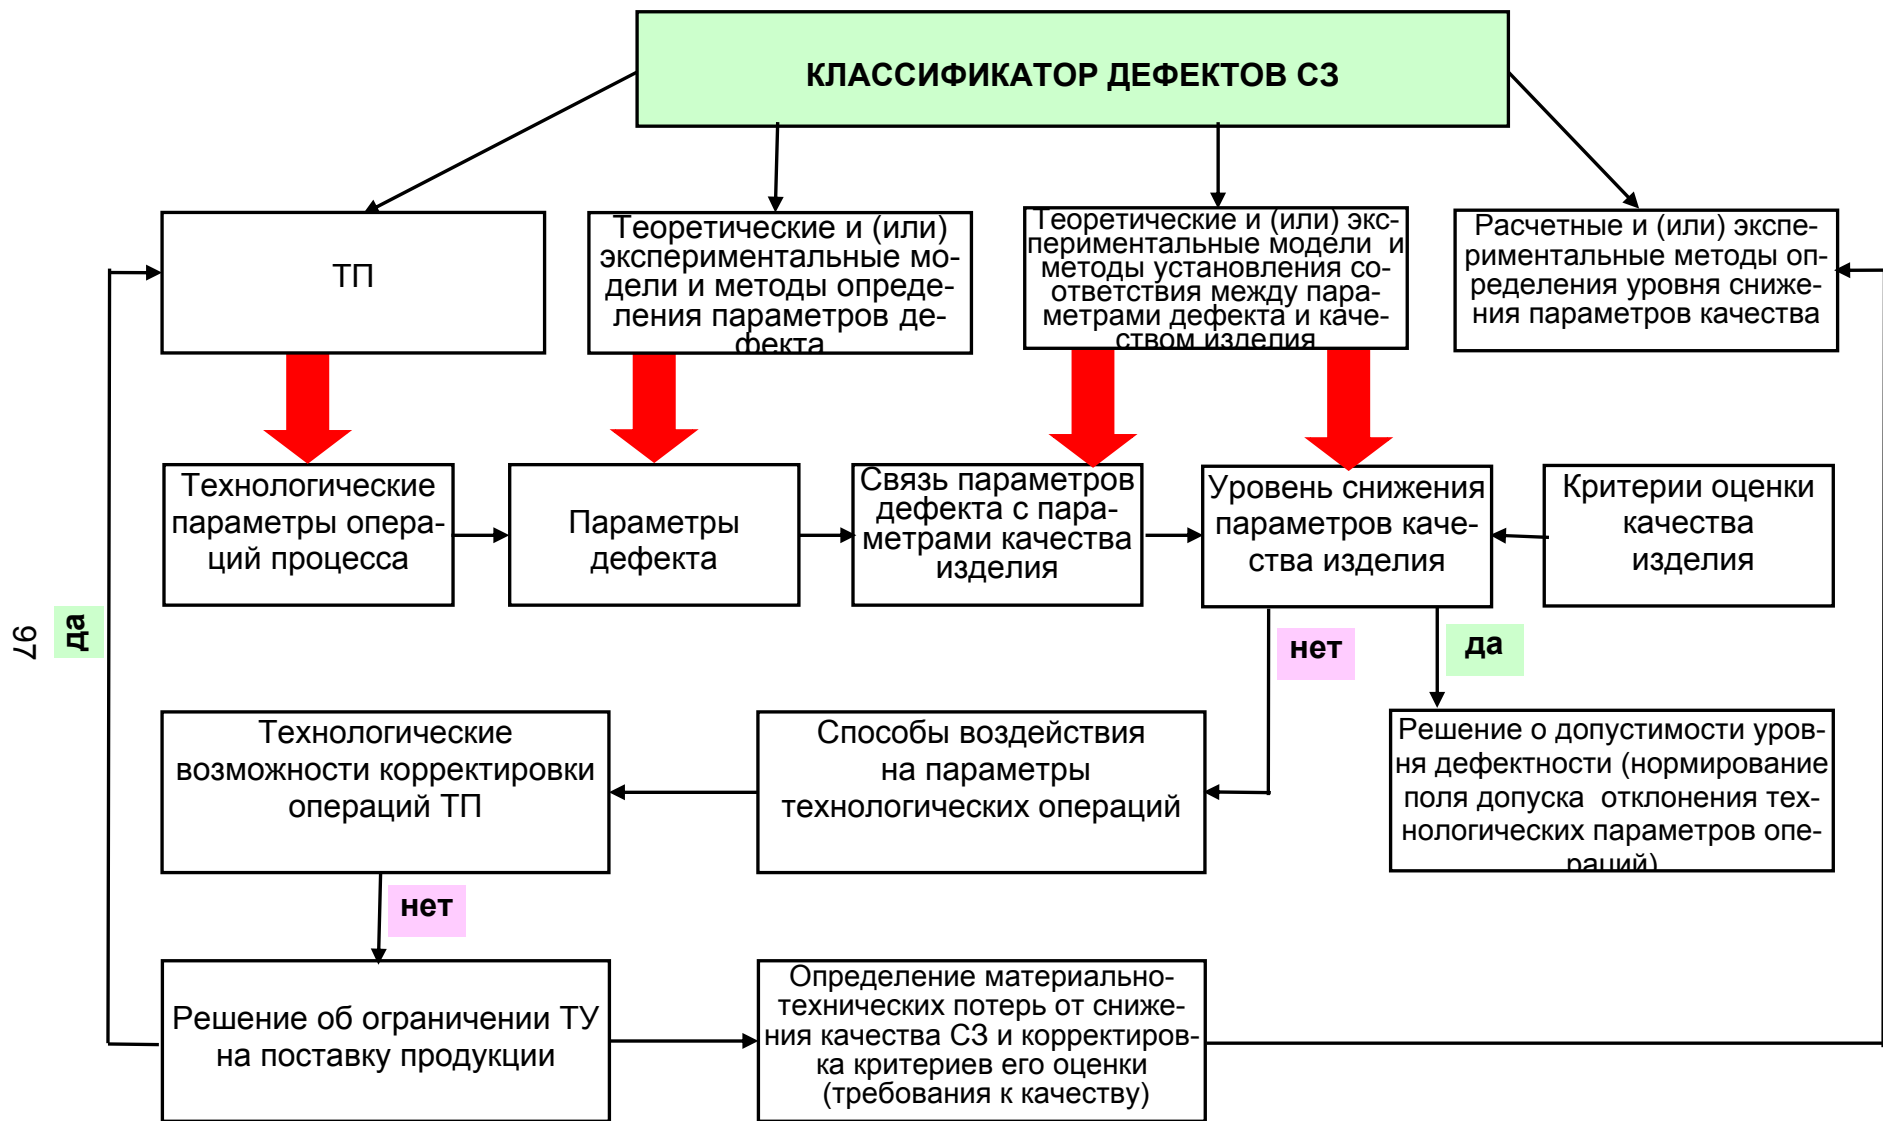 КЛАССИФИКАТОР ДЕФЕКТОВ СЗ
ТП
Теоретические и (или)
экспериментальные мо-
дели и методы опреде-
ления параметров де-
фекта
Теоретические и (или) экс-
периментальные модели и
методы установления со-
ответствия между пара-
метрами дефекта и каче-
ством изделия
Расчетные и (или) экспе-
риментальные методы оп-
ределения уровня сниже-
ния параметров качества
Технологические
параметры опера-
ций процесса
Параметры
дефекта
Связь параметров
дефекта с пара-
метрами качества
изделия
Уровень снижения
параметров каче-
ства изделия
Критерии оценки
качества
изделия
97
да
нет
да
Технологические
возможности корректировки
операций ТП
Способы воздействия
на параметры
технологических операций
Решение о допустимости уров-
ня дефектности (нормирование
поля допуска отклонения тех-
нологических параметров опе-
раций)
нет
Решение об ограничении ТУ
на поставку продукции
Определение материально-
технических потерь от сниже-
ния качества СЗ и корректиров-
ка критериев его оценки
(требования к качеству)